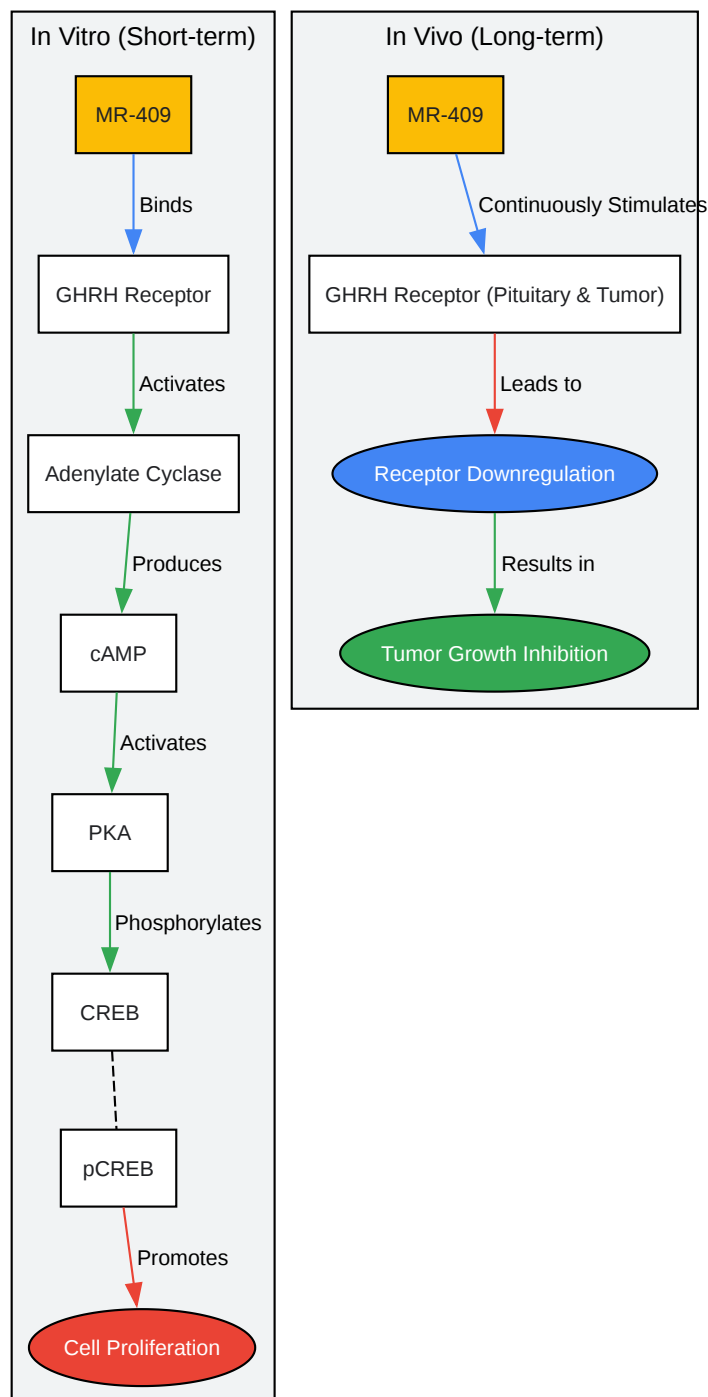 In Vitro (Short-term)
MR-409
Binds
GHRH Receptor
Activates
Adenylate Cyclase
Produces
cAMP
Activates
PKA
Phosphorylates
CREB
pCREB
Promotes
Cell Proliferation
In Vivo (Long-term)
MR-409
Continuously Stimulates
GHRH Receptor (Pituitary & Tumor)
Leads to
Receptor Downregulation
Results in
Tumor Growth Inhibition